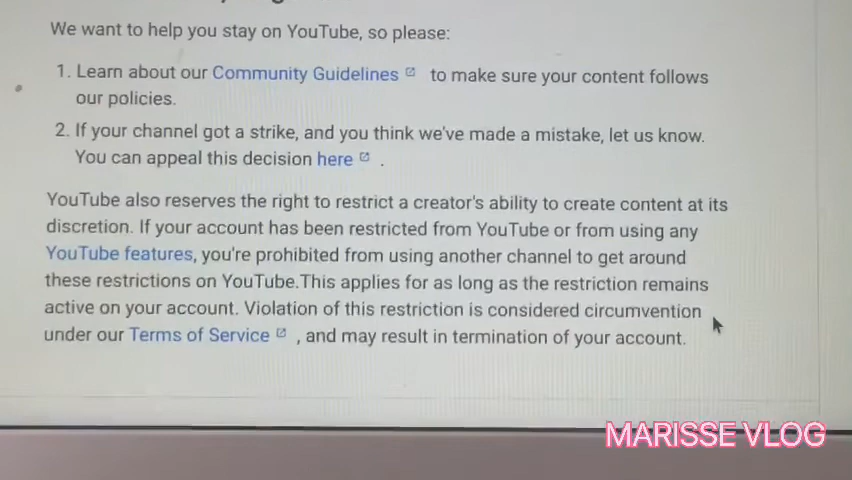 We want to help you stay on YouTube, so please:
1. Learn about our Community Guidelines to make sure your content follows
our policies.
2. If your channel got a strike, and you think we've made a mistake, let us know.
You can appeal this decision here .
YouTube also reserves the right to restrict a creator's ability to create content at its
discretion. If your account has been restricted from YouTube or from using any
YouTube features, you're prohibited from using another channel to get around
these restrictions on YouTube.This applies for as long as the restriction remains
active on your account. Violation of this restriction is considered circumvention
under our Terms of Service , and may result in termination of your account.
MARISSE VLOG